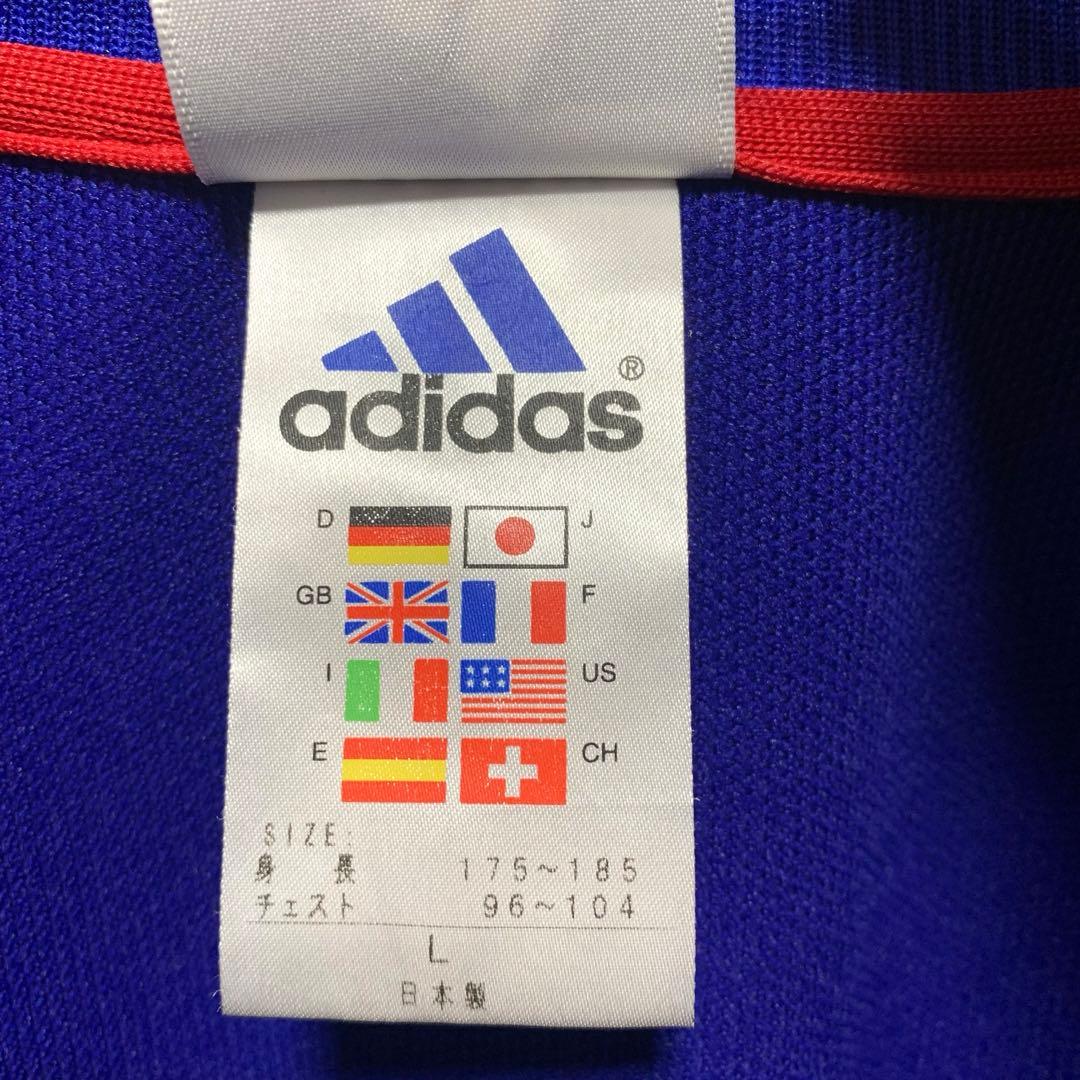 adidas®
D J
GB F
I US
E CH
SIZE:
身長 175~185
チェスト 96~104
L
日本製